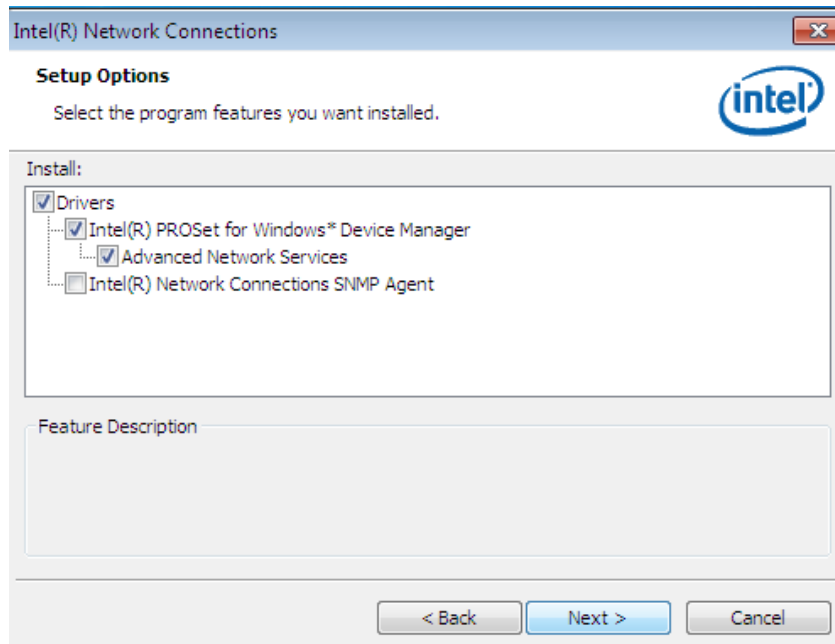 Intel(R) Network Connections
Setup Options
Select the program features you want installed.
intel
Install:
Drivers
Intel(R) PROSet for Windows* Device Manager
Advanced Network Services
Intel(R) Network Connections SNMP Agent
Feature Description
< Back Next > Cancel